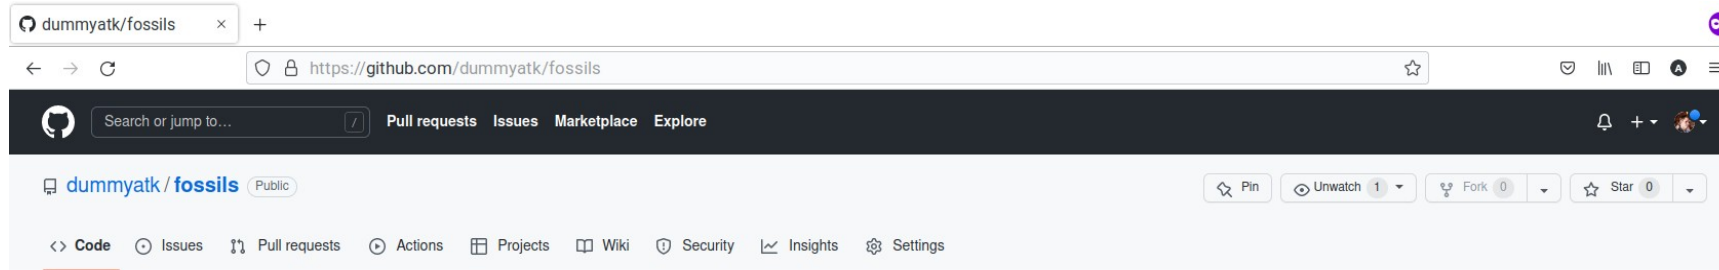 dummyatk/fossils × +
https://github.com/dummyatk/fossils A
Search or jump to... / Pull requests Issues Marketplace Explore +
dummyatk / fossils Public Pin Unwatch 1 Fork 0 Star 0
<> Code Issues Pull requests Actions Projects Wiki Security Insights Settings